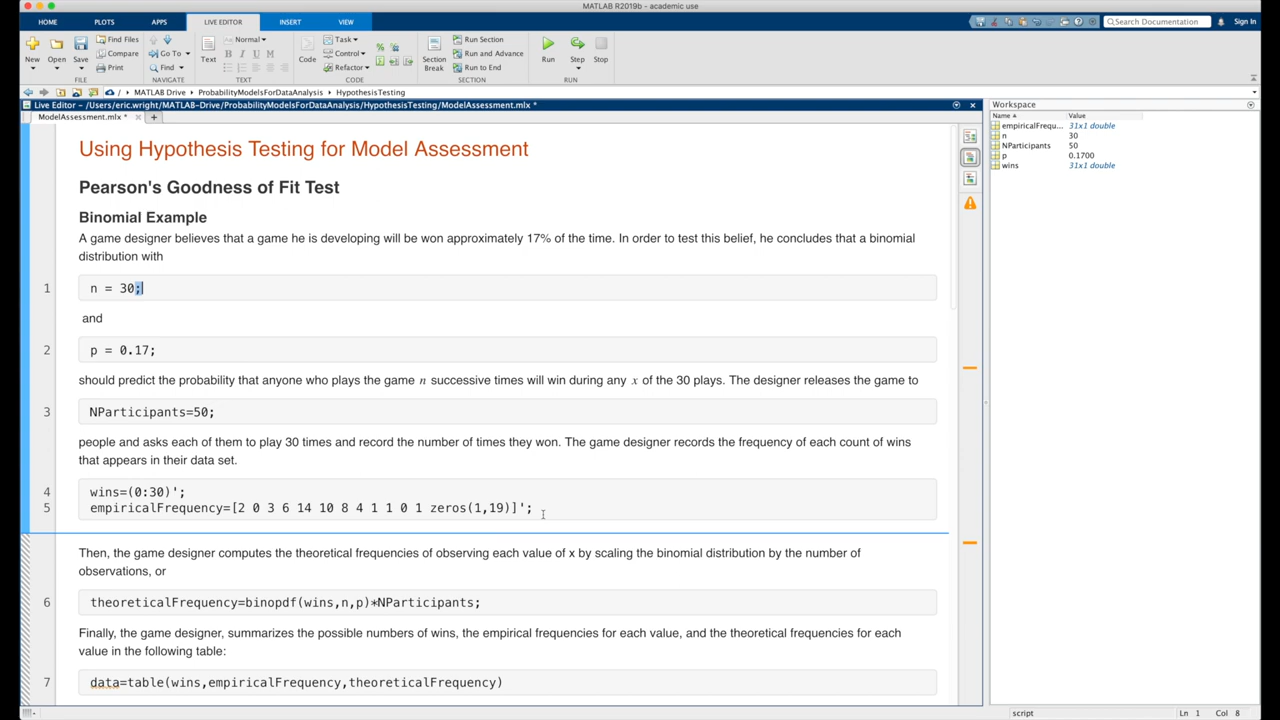 MATLAB R2019b - academic use
HOME PLOTS APPS LIVE EDITOR INSERT VIEW Search Documentation Sign In
New Open Save Find Files Compare Print Go To Find Text Normal B I U M Code Task Control Refactor Section Break Run Section Run and Advance Run to End Run Step Stop
FILE NAVIGATE TEXT CODE SECTION RUN
/ ▸ MATLAB Drive ▸ ProbabilityModelsForDataAnalysis ▸ HypothesisTesting
Live Editor - /Users/eric.wright/MATLAB-Drive/ProbabilityModelsForDataAnalysis/HypothesisTesting/ModelAssessment.mlx *
ModelAssessment.mlx *
Using Hypothesis Testing for Model Assessment
Pearson's Goodness of Fit Test
Binomial Example
A game designer believes that a game he is developing will be won approximately 17% of the time. In order to test this belief, he concludes that a binomial
distribution with
1 n = 30;
and
2 p = 0.17;
should predict the probability that anyone who plays the game n successive times will win during any x of the 30 plays. The designer releases the game to
3 NParticipants=50;
people and asks each of them to play 30 times and record the number of times they won. The game designer records the frequency of each count of wins
that appears in their data set.
4 wins=(0:30)';
5 empiricalFrequency=[2 0 3 6 14 10 8 4 1 1 0 1 zeros(1,19)]';
Then, the game designer computes the theoretical frequencies of observing each value of x by scaling the binomial distribution by the number of
observations, or
6 theoreticalFrequency=binopdf(wins,n,p)*NParticipants;
Finally, the game designer, summarizes the possible numbers of wins, the empirical frequencies for each value, and the theoretical frequencies for each
value in the following table:
7 data=table(wins,empiricalFrequency,theoreticalFrequency)
Workspace
Name Value
empiricalFrequ... 31x1 double
n 30
NParticipants 50
p 0.1700
wins 31x1 double
script Ln 1 Col 8